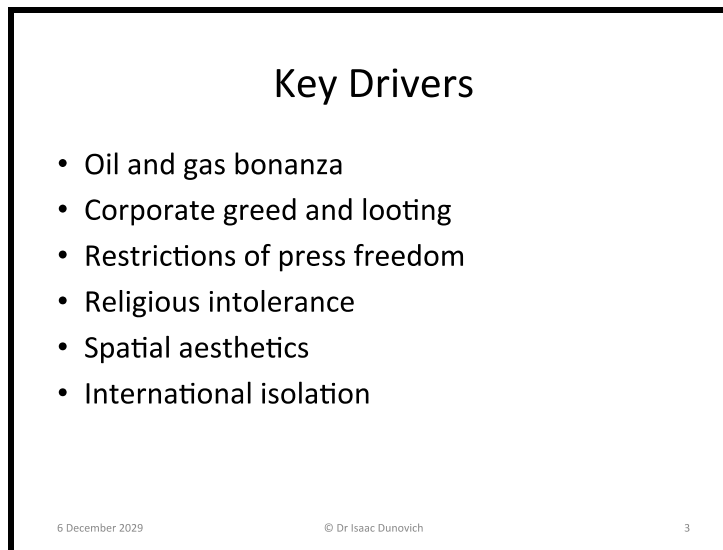 Key Drivers
• Oil and gas bonanza
• Corporate greed and looting
• Restrictions of press freedom
• Religious intolerance
• Spatial aesthetics
• International isolation
6 December 2029 © Dr Isaac Dunovich 3